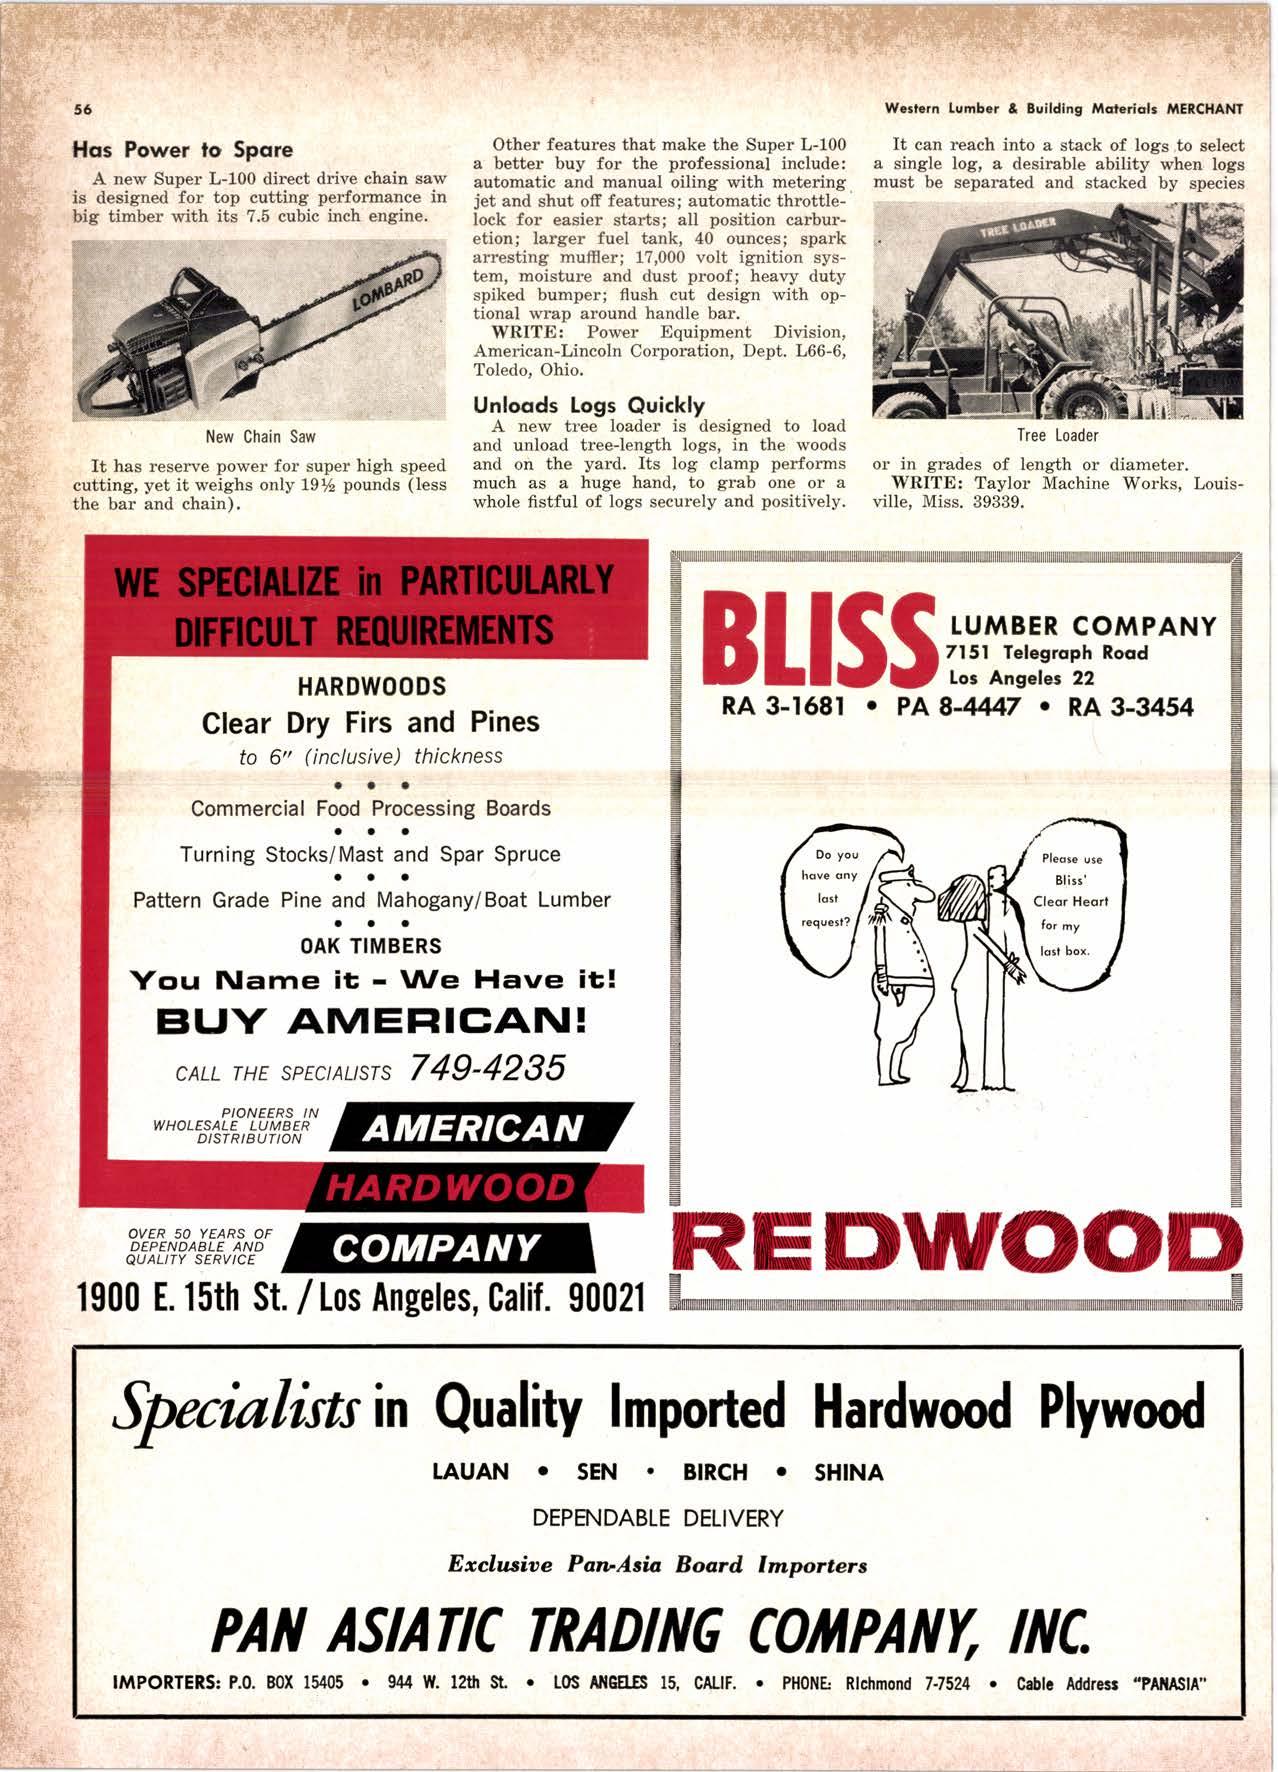 56
Western Lumber & Building Materials MERCHANT
Has Power to Spare
A new Super L-100 direct drive chain saw
is designed for top cutting performance in
big timber with its 7.5 cubic inch engine.
LOMBARD
New Chain Saw
It has reserve power for super high speed
cutting, yet it weighs only 19½ pounds (less
the bar and chain).
Other features that make the Super L-100
a better buy for the professional include:
automatic and manual oiling with metering
jet and shut off features; automatic throttle-
lock for easier starts; all position carbur-
etion; larger fuel tank, 40 ounces; spark
arresting muffler; 17,000 volt ignition sys-
tem, moisture and dust proof; heavy duty
spiked bumper; flush cut design with op-
tional wrap around handle bar.
WRITE: Power Equipment Division,
American-Lincoln Corporation, Dept. L66-6,
Toledo, Ohio.
Unloads Logs Quickly
A new tree loader is designed to load
and unload tree-length logs, in the woods
and on the yard. Its log clamp performs
much as a huge hand, to grab one or a
whole fistful of logs securely and positively.
It can reach into a stack of logs to select
a single log, a desirable ability when logs
must be separated and stacked by species
TREE LOADER
Tree Loader
or in grades of length or diameter.
WRITE: Taylor Machine Works, Louis-
ville, Miss. 39339.
WE SPECIALIZE in PARTICULARLY
DIFFICULT REQUIREMENTS
HARDWOODS
Clear Dry Firs and Pines
to 6" (inclusive) thickness
• • •
Commercial Food Processing Boards
• • •
Turning Stocks/Mast and Spar Spruce
• • •
Pattern Grade Pine and Mahogany/Boat Lumber
• • •
OAK TIMBERS
You Name it - We Have it!
BUY AMERICAN!
CALL THE SPECIALISTS 749-4235
PIONEERS IN
WHOLESALE LUMBER
DISTRIBUTION
AMERICAN
HARDWOOD
COMPANY
OVER 50 YEARS OF
DEPENDABLE AND
QUALITY SERVICE
1900 E. 15th St. / Los Angeles, Calif. 90021
BLISS
LUMBER COMPANY
7151 Telegraph Road
Los Angeles 22
RA 3-1681 • PA 8-4447 • RA 3-3454
Do you
have any
last
request?
Please use
Bliss'
Clear Heart
for my
last box.
REDWOOD
Specialists in Quality Imported Hardwood Plywood
LAUAN • SEN • BIRCH • SHINA
DEPENDABLE DELIVERY
Exclusive Pan-Asia Board Importers
PAN ASIATIC TRADING COMPANY, INC.
IMPORTERS: P.O. BOX 15405 • 944 W. 12th St. • LOS ANGELES 15, CALIF. • PHONE: RIchmond 7-7524 • Cable Address "PANASIA"